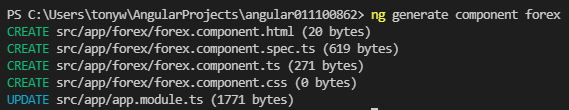 PS C:\Users\tonyw\AngularProjects\angular011100862> ng generate component forex
CREATE src/app/forex/forex.component.html (20 bytes)
CREATE src/app/forex/forex.component.spec.ts (619 bytes)
CREATE src/app/forex/forex.component.ts (271 bytes)
CREATE src/app/forex/forex.component.css (0 bytes)
UPDATE src/app/app.module.ts (1771 bytes)